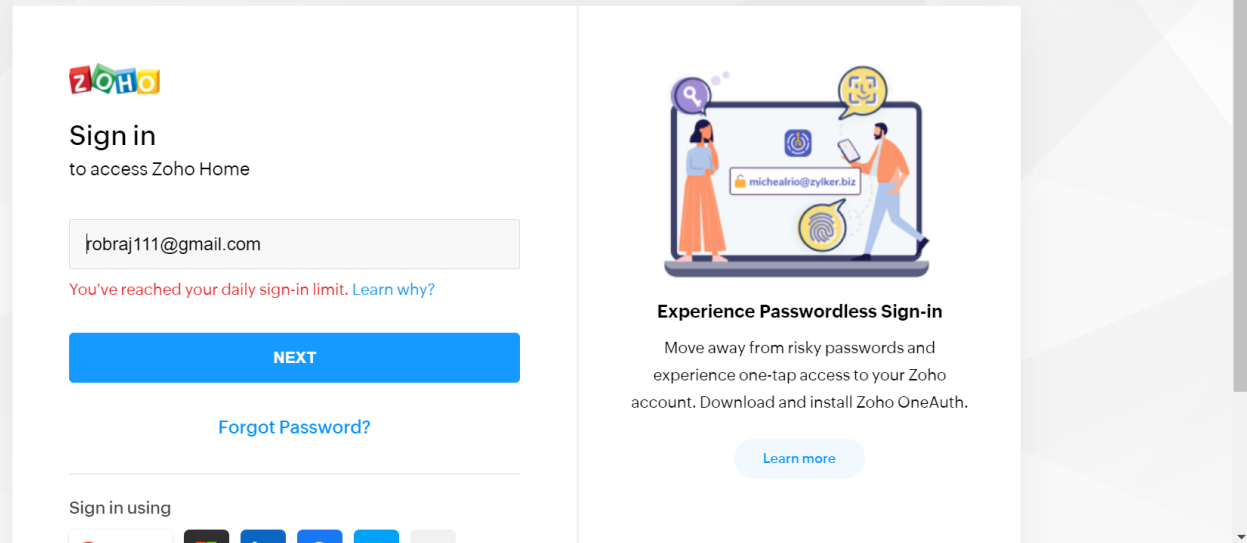 ZOHO
Sign in
to access Zoho Home
robraj111@gmail.com
You've reached your daily sign-in limit. Learn why?
NEXT
Forgot Password?
Sign in using
michealrio@zylker.biz
Experience Passwordless Sign-in
Move away from risky passwords and
experience one-tap access to your Zoho
account. Download and install Zoho OneAuth.
Learn more